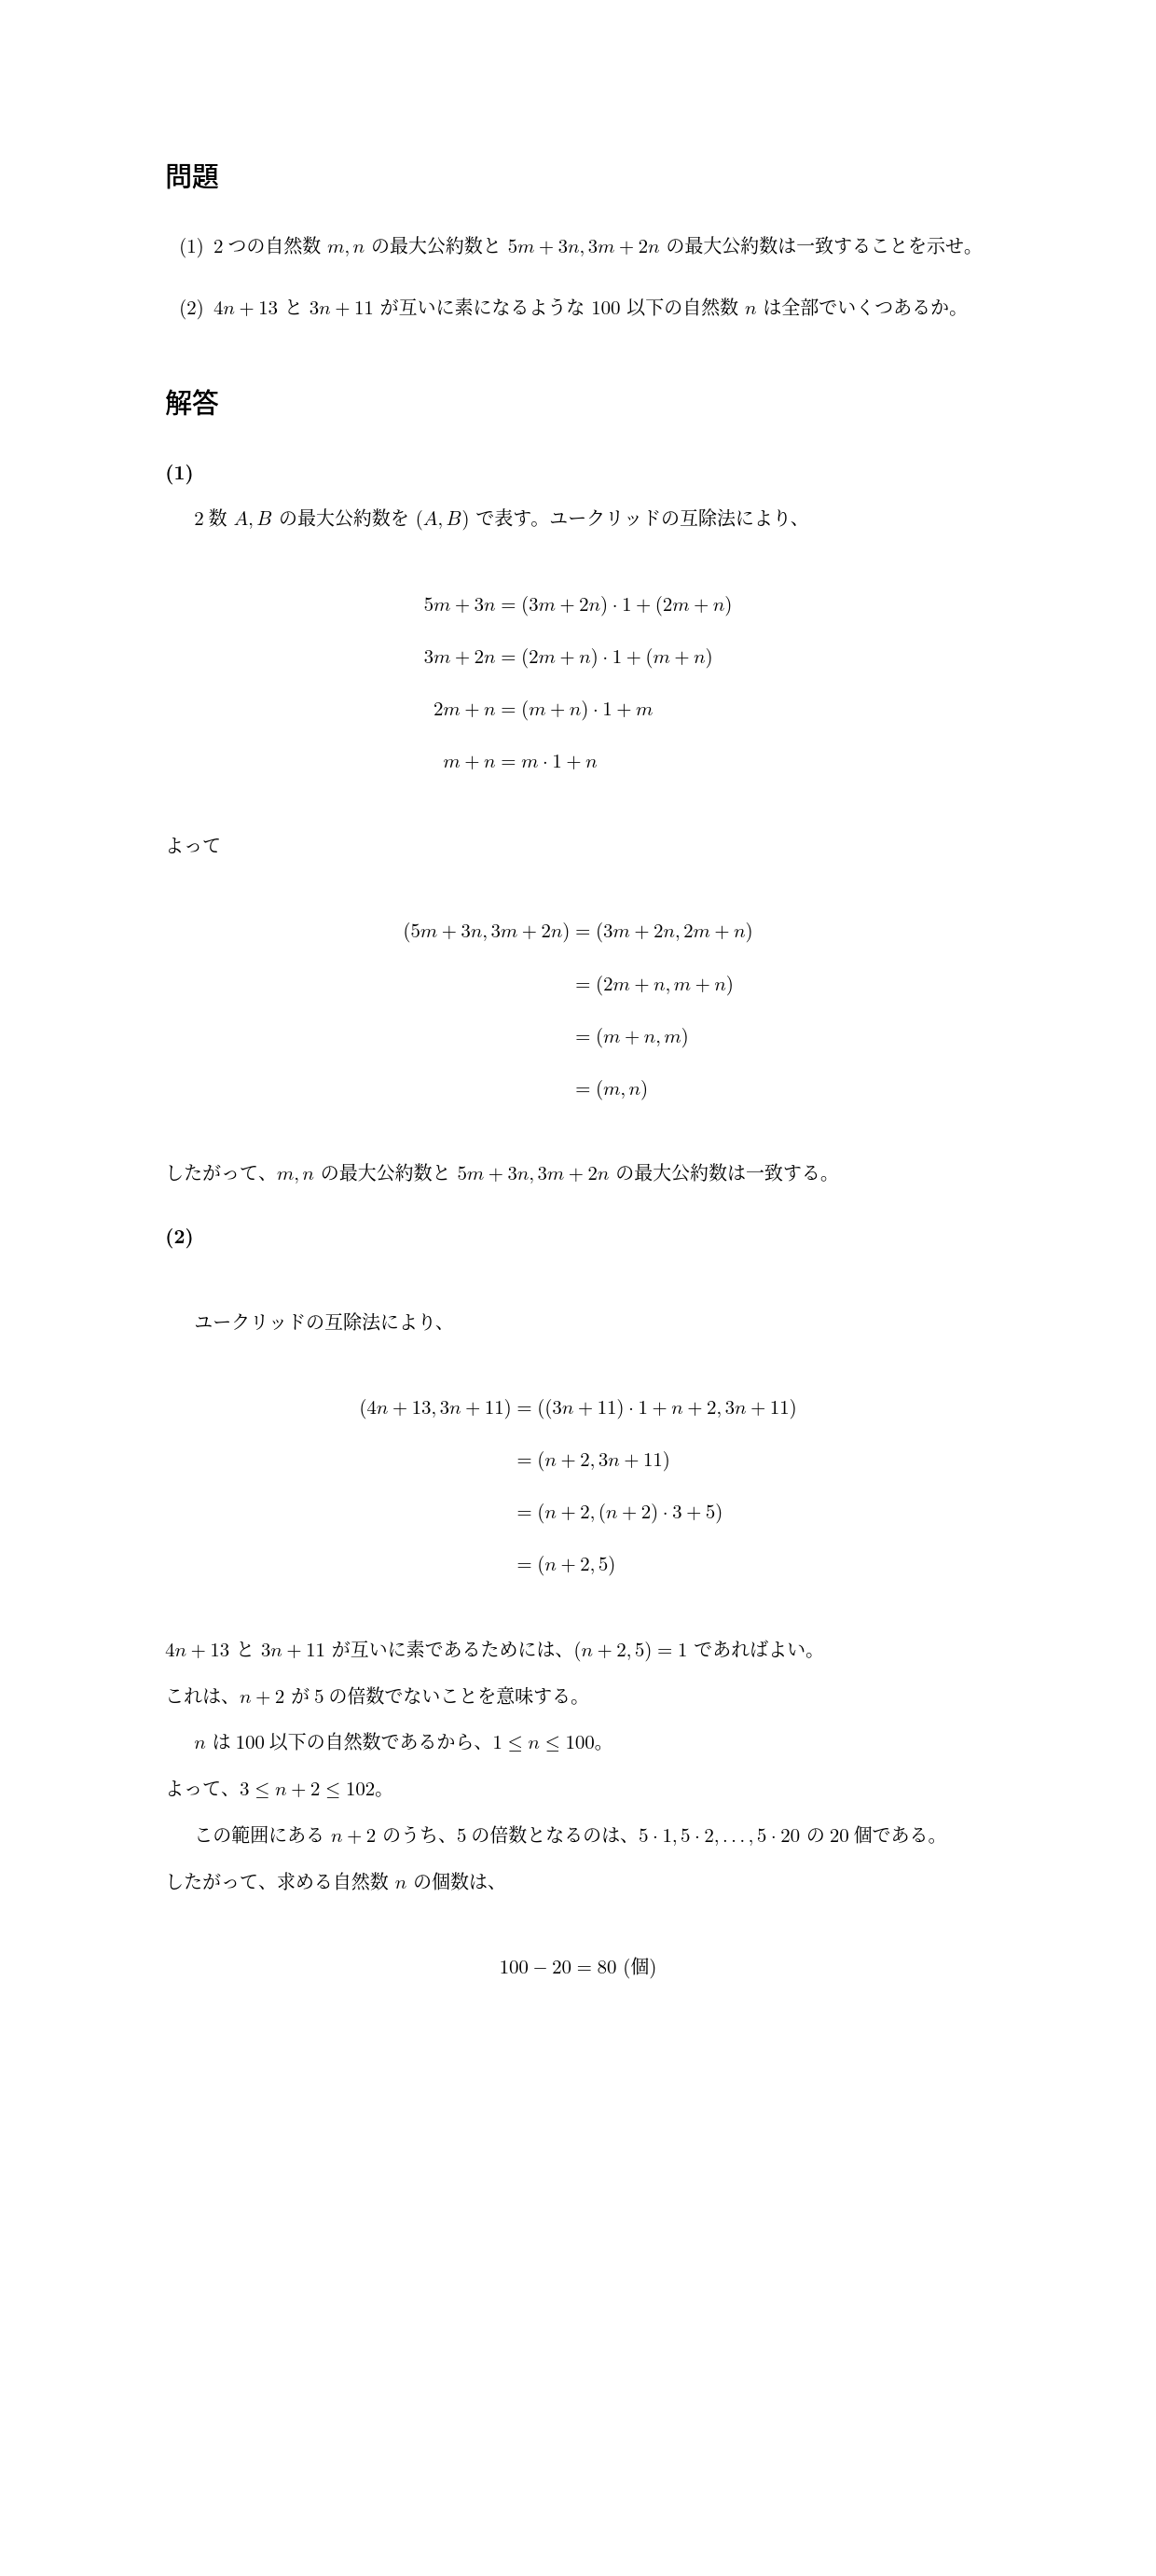 問題
(1) 2 つの自然数 m, n の最大公約数と 5m + 3n, 3m + 2n の最大公約数は一致することを示せ。
(2) 4n + 13 と 3n + 11 が互いに素になるような 100 以下の自然数 n は全部でいくつあるか。
解答
(1)
2 数 A, B の最大公約数を (A, B) で表す。ユークリッドの互除法により、
5m + 3n = (3m + 2n) · 1 + (2m + n)
3m + 2n = (2m + n) · 1 + (m + n)
2m + n = (m + n) · 1 + m
m + n = m · 1 + n
よって
(5m + 3n, 3m + 2n) = (3m + 2n, 2m + n)
= (2m + n, m + n)
= (m + n, m)
= (m, n)
したがって、m, n の最大公約数と 5m + 3n, 3m + 2n の最大公約数は一致する。
(2)
ユークリッドの互除法により、
(4n + 13, 3n + 11) = ((3n + 11) · 1 + n + 2, 3n + 11)
= (n + 2, 3n + 11)
= (n + 2, (n + 2) · 3 + 5)
= (n + 2, 5)
4n + 13 と 3n + 11 が互いに素であるためには、(n + 2, 5) = 1 であればよい。
これは、n + 2 が 5 の倍数でないことを意味する。
n は 100 以下の自然数であるから、1 ≤ n ≤ 100。
よって、3 ≤ n + 2 ≤ 102。
この範囲にある n + 2 のうち、5 の倍数となるのは、5 · 1, 5 · 2, . . . , 5 · 20 の 20 個である。
したがって、求める自然数 n の個数は、
100 − 20 = 80 (個)